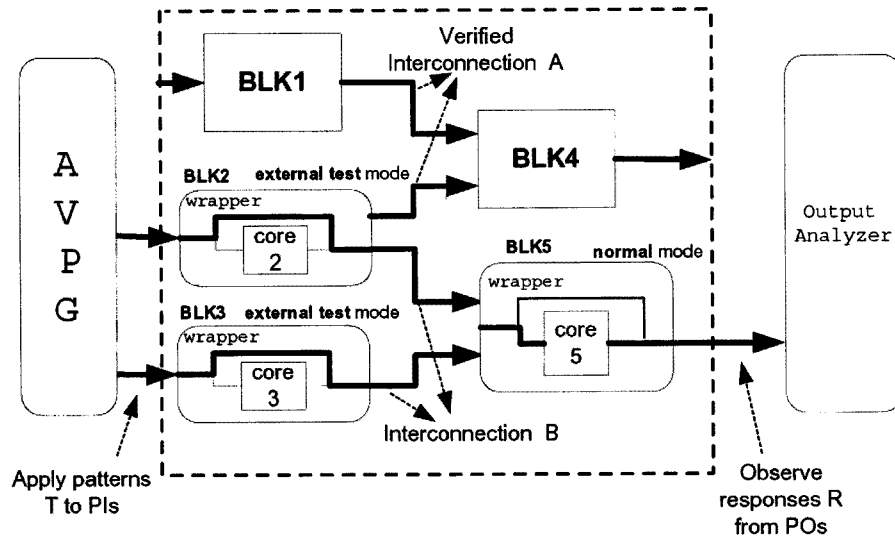 Verified
Interconnection A
BLK1
BLK4
A
V
P
G
BLK2 external test mode
wrapper
core
2
BLK5
normal mode
wrapper
core
5
Output
Analyzer
BLK3 external test mode
wrapper
core
3
Interconnection B
Apply patterns
T to PIs
Observe
responses R
from POs